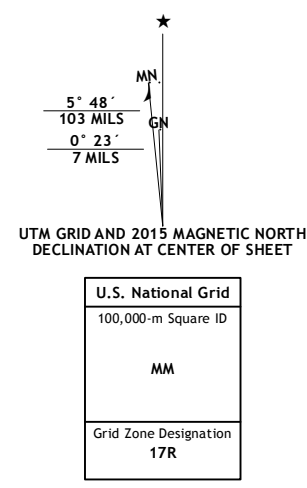 ★
MN
GN
5° 48´
103 MILS
0° 23´
7 MILS
UTM GRID AND 2015 MAGNETIC NORTH
DECLINATION AT CENTER OF SHEET
U.S. National Grid
100,000-m Square ID
MM
Grid Zone Designation
17R